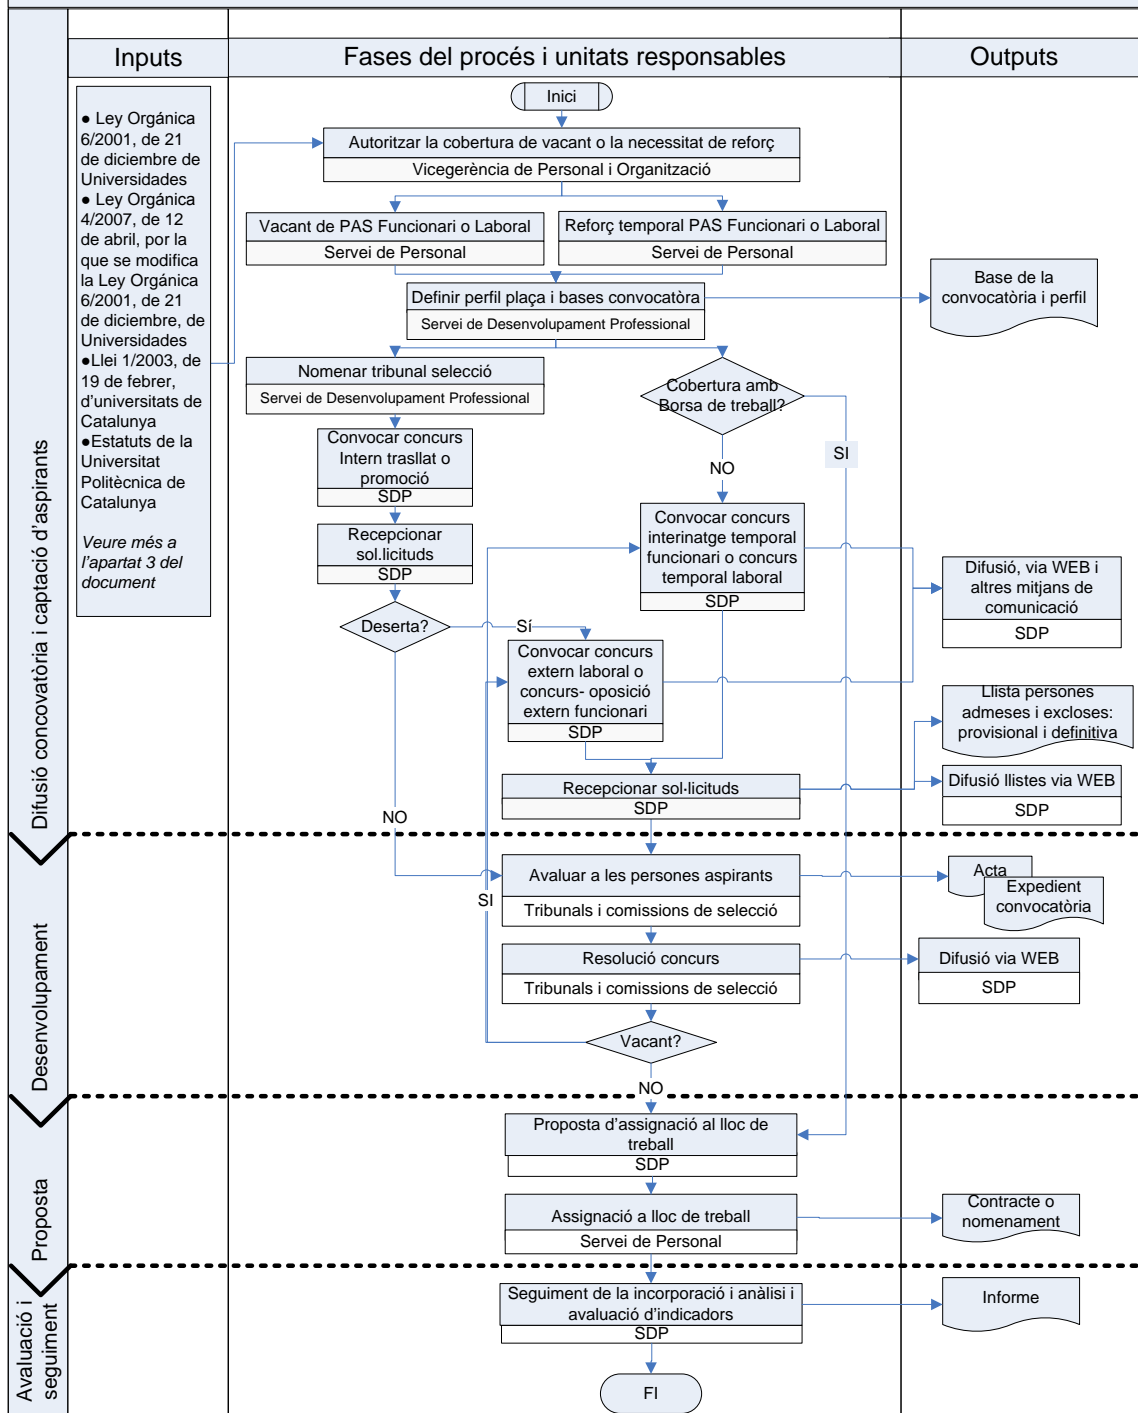 Inputs
Fases del procés i unitats responsables
Outputs
Difusió concovatòria i captació d'aspirants
Desenvolupament
Proposta
Avaluació i
seguiment
● Ley Orgánica
6/2001, de 21
de diciembre de
Universidades
● Ley Orgánica
4/2007, de 12
de abril, por la
que se modifica
la Ley Orgánica
6/2001, de 21
de diciembre, de
Universidades
●Llei 1/2003, de
19 de febrer,
d'universitats de
Catalunya
●Estatuts de la
Universitat
Politècnica de
Catalunya
Veure més a
l'apartat 3 del
document
Inici
Autoritzar la cobertura de vacant o la necessitat de reforç
Vicegerència de Personal i Organització
Vacant de PAS Funcionari o Laboral
Servei de Personal
Reforç temporal PAS Funcionari o Laboral
Servei de Personal
Definir perfil plaça i bases convocatòra
Servei de Desenvolupament Professional
Base de la
convocatòria i perfil
Nomenar tribunal selecció
Servei de Desenvolupament Professional
Cobertura amb
Borsa de treball?
SI
NO
Convocar concurs
Intern trasllat o
promoció
SDP
Recepcionar
sol.licituds
SDP
Convocar concurs
interinatge temporal
funcionari o concurs
temporal laboral
SDP
Difusió, via WEB i
altres mitjans de
comunicació
SDP
Deserta?
Sí
NO
Convocar concurs
extern laboral o
concurs- oposició
extern funcionari
SDP
Llista persones
admeses i excloses:
provisional i definitiva
Recepcionar sol·licituds
SDP
Difusió llistes via WEB
SDP
Avaluar a les persones aspirants
Tribunals i comissions de selecció
Acta
Expedient
convocatòria
SI
Resolució concurs
Tribunals i comissions de selecció
Difusió via WEB
SDP
Vacant?
NO
Proposta d'assignació al lloc de
treball
SDP
Assignació a lloc de treball
Servei de Personal
Contracte o
nomenament
Seguiment de la incorporació i anàlisi i
avaluació d'indicadors
SDP
Informe
FI